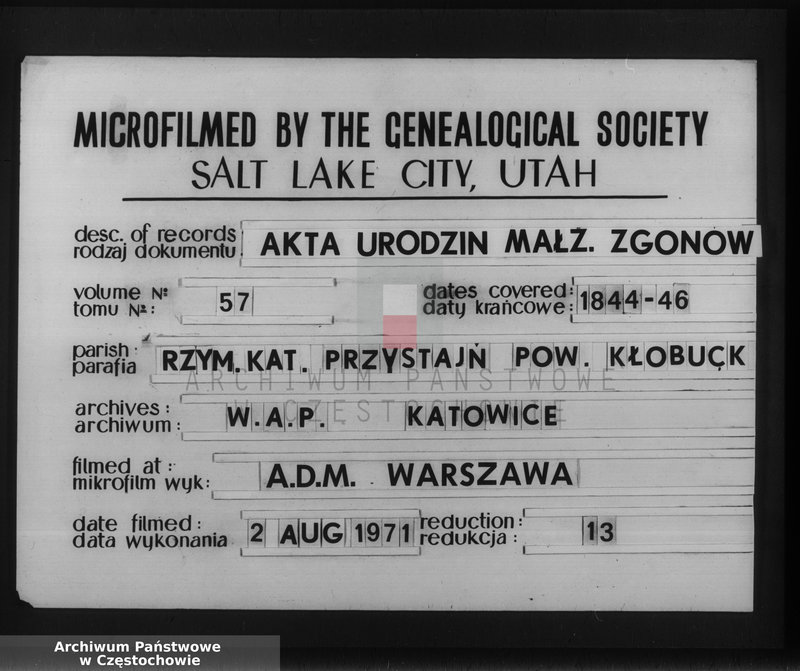 MICROFILMED BY THE GENEALOGICAL SOCIETY
SALT LAKE CITY, UTAH
desc. of records
rodzaj dokumentu
AKTA URODZIN MAŁŻ. ZGONÓW
volume №
tomu №:
57
dates covered:
daty krańcowe:
1844-46
parish:
parafia
RZYM.KAT. PRZYSTAJŃ POW. KŁOBUCK
archives:
archiwum:
W.A.P. KATOWICE
filmed at:
mikrofilm wyk:
A.D.M. WARSZAWA
date filmed:
data wykonania
2 AUG 1971
reduction:
redukcja:
13
ARCHIWUM PAŃSTWOWE
W CZĘSTOCHOWIE
Archiwum Państwowe
w Częstochowie